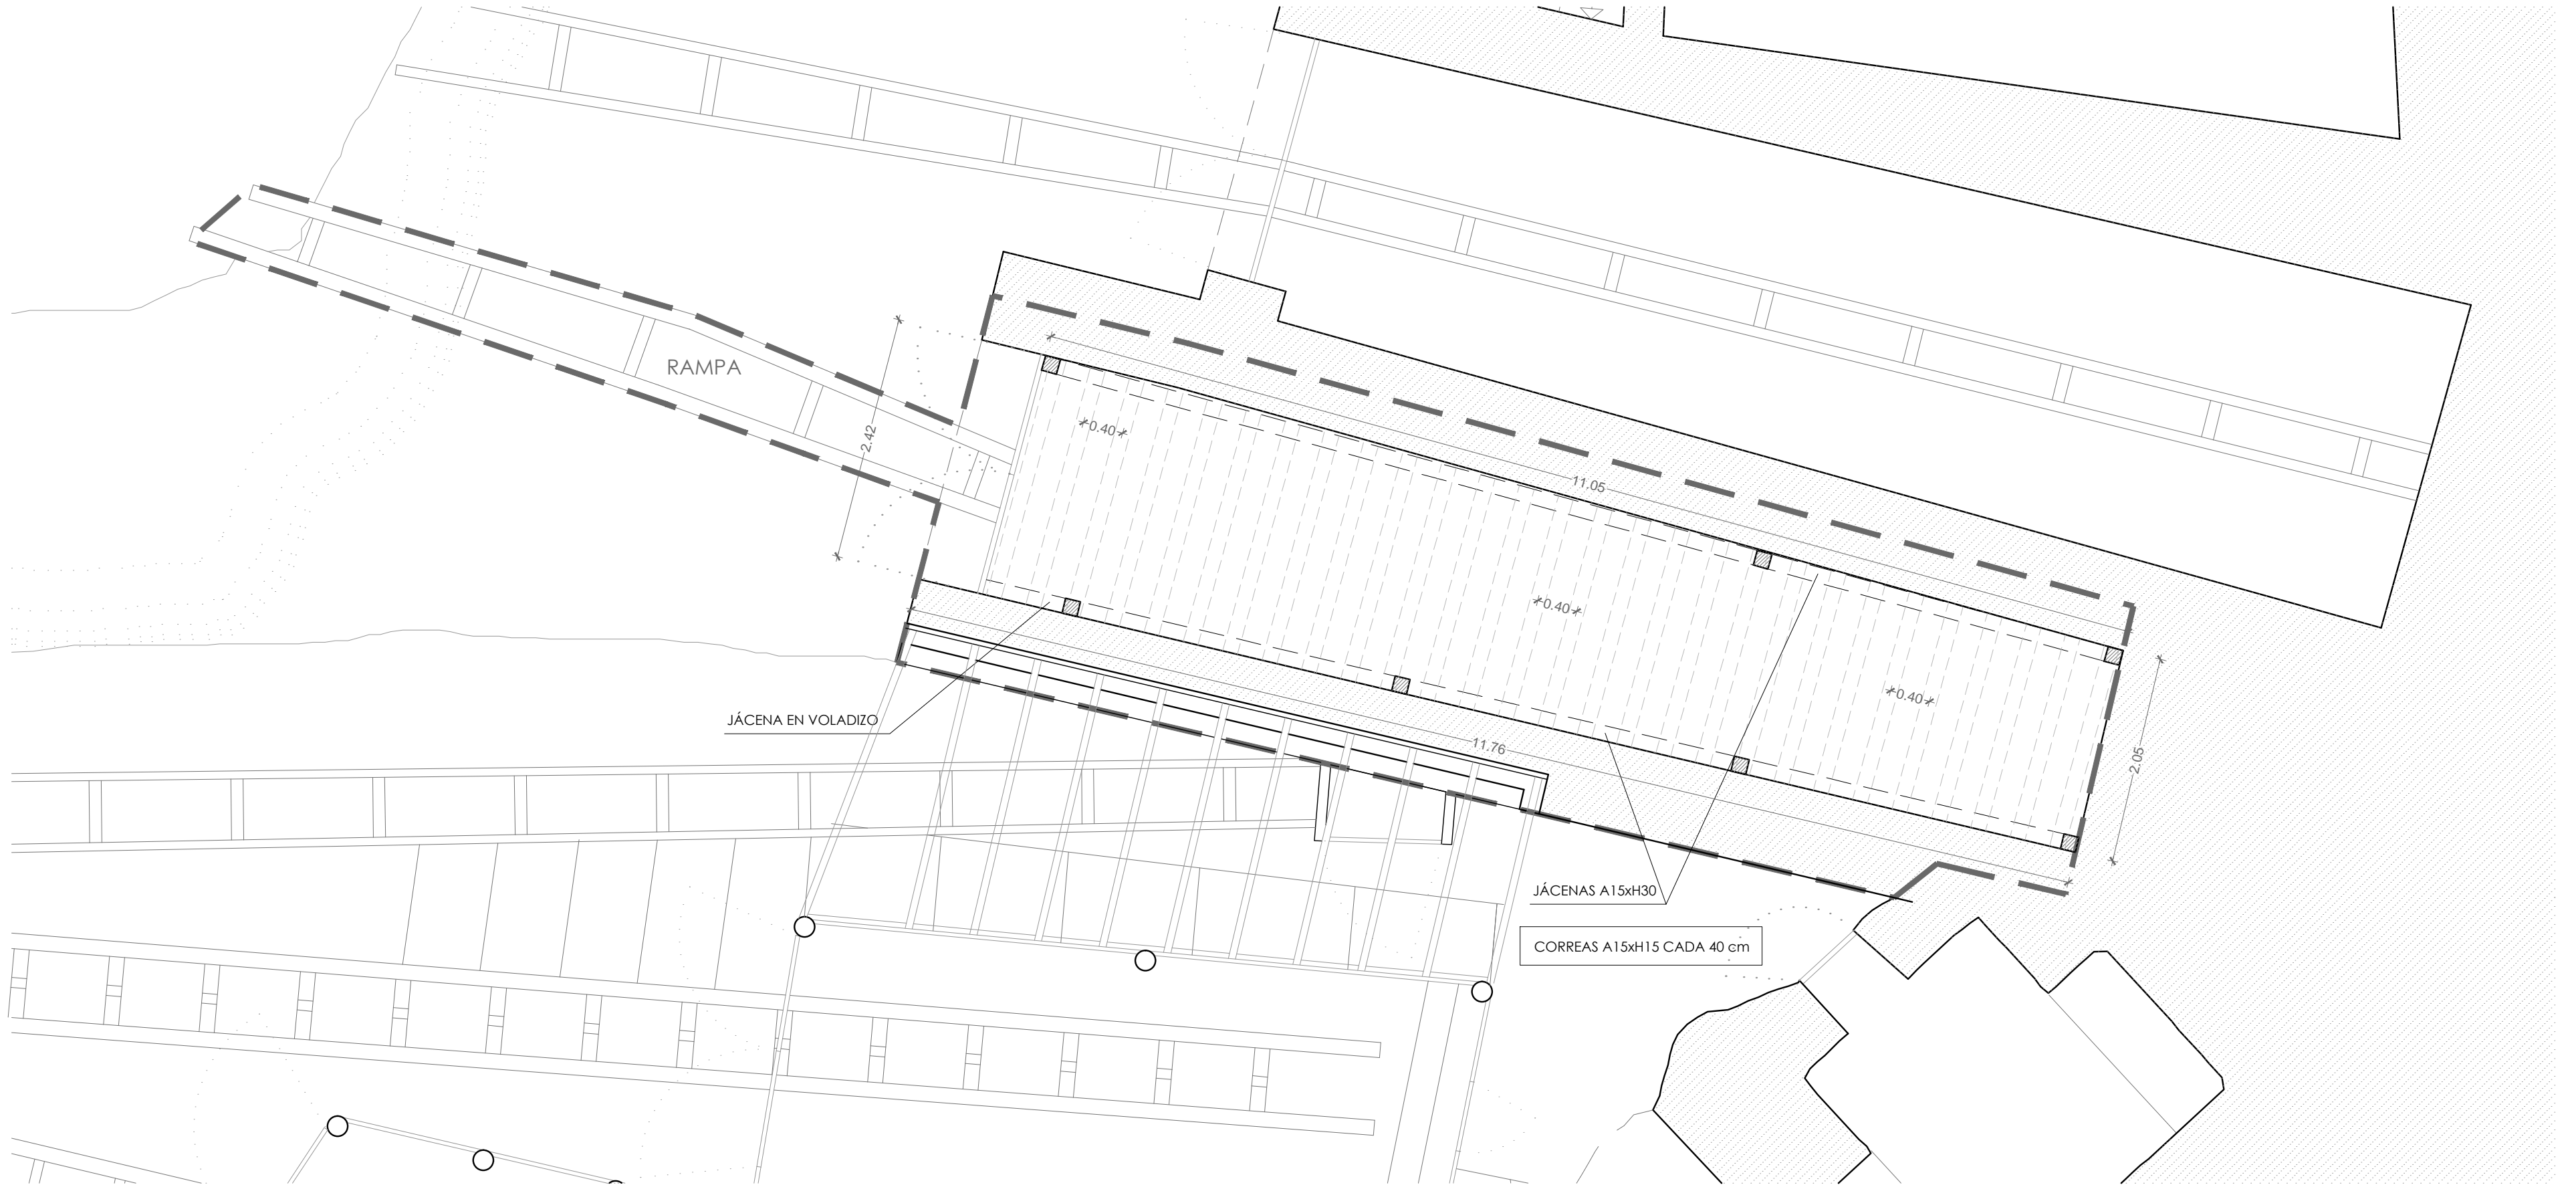 RAMPA
2.42
0.40
11.05
0.40
0.40
JÁCENA EN VOLADIZO
11.76
2.05
JÁCENAS A15xH30
CORREAS A15xH15 CADA 40 cm